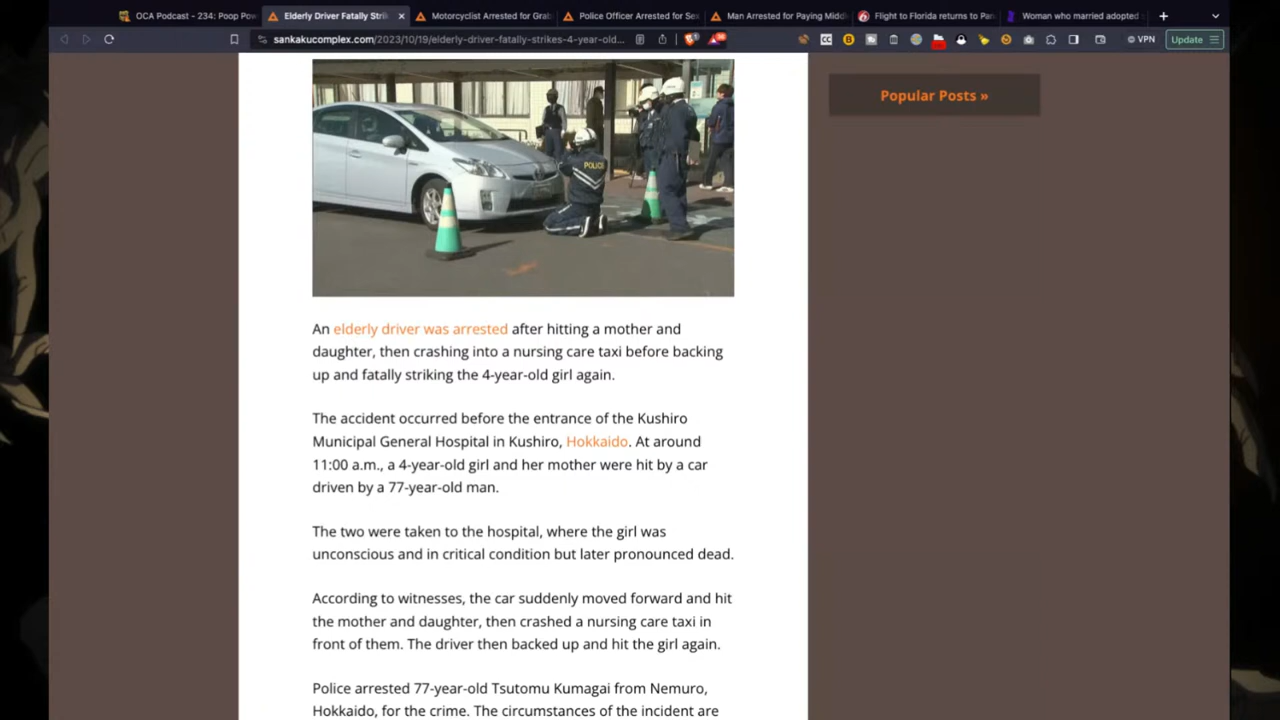 OCA Podcast - 234: Poop Pow
Elderly Driver Fatally Stri
Motorcyclist Arrested for Grab
Police Officer Arrested for Se
Man Arrested for Paying Middl
Flight to Florida returns to Pan
Woman who married adopted s
sankakucomplex.com/2023/10/19/elderly-driver-fatally-strikes-4-year-old...
CC
VPN
Update
Popular Posts »
POLICE
An elderly driver was arrested after hitting a mother and
daughter, then crashing into a nursing care taxi before backing
up and fatally striking the 4-year-old girl again.
The accident occurred before the entrance of the Kushiro
Municipal General Hospital in Kushiro, Hokkaido. At around
11:00 a.m., a 4-year-old girl and her mother were hit by a car
driven by a 77-year-old man.
The two were taken to the hospital, where the girl was
unconscious and in critical condition but later pronounced dead.
According to witnesses, the car suddenly moved forward and hit
the mother and daughter, then crashed a nursing care taxi in
front of them. The driver then backed up and hit the girl again.
Police arrested 77-year-old Tsutomu Kumagai from Nemuro,
Hokkaido, for the crime. The circumstances of the incident are